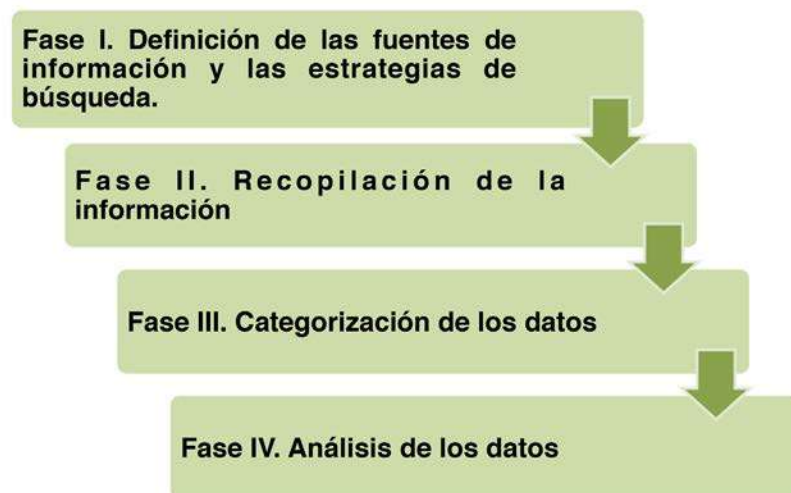 Fase I. Definición de las fuentes de
información y las estrategias de
búsqueda.
Fase II. Recopilación de la
información
Fase III. Categorización de los datos
Fase IV. Análisis de los datos